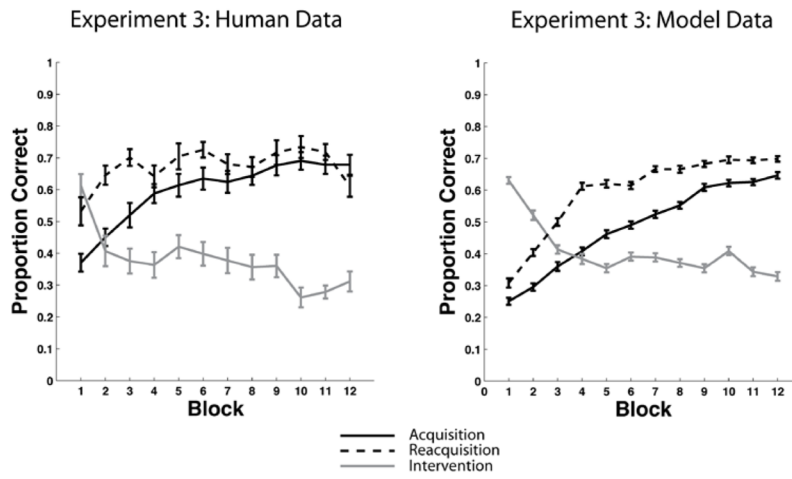 Experiment 3: Human Data
Proportion Correct
1
0.9
0.8
0.7
0.6
0.5
0.4
0.3
0.2
0.1
0
1 2 3 4 5 6 7 8 9 10 11 12
Block
Experiment 3: Model Data
Proportion Correct
1
0.9
0.8
0.7
0.6
0.5
0.4
0.3
0.2
0.1
0
0 1 2 3 4 5 6 7 8 9 10 11 12
Block
Acquisition
Reacquisition
Intervention